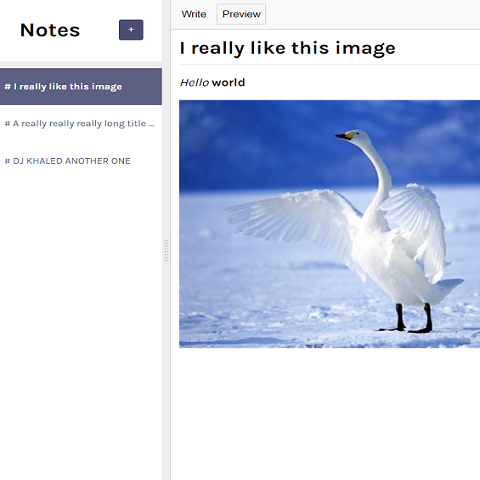 Notes
+
# I really like this image
# A really really really long title ...
# DJ KHALED ANOTHER ONE
Write Preview
I really like this image
Hello world